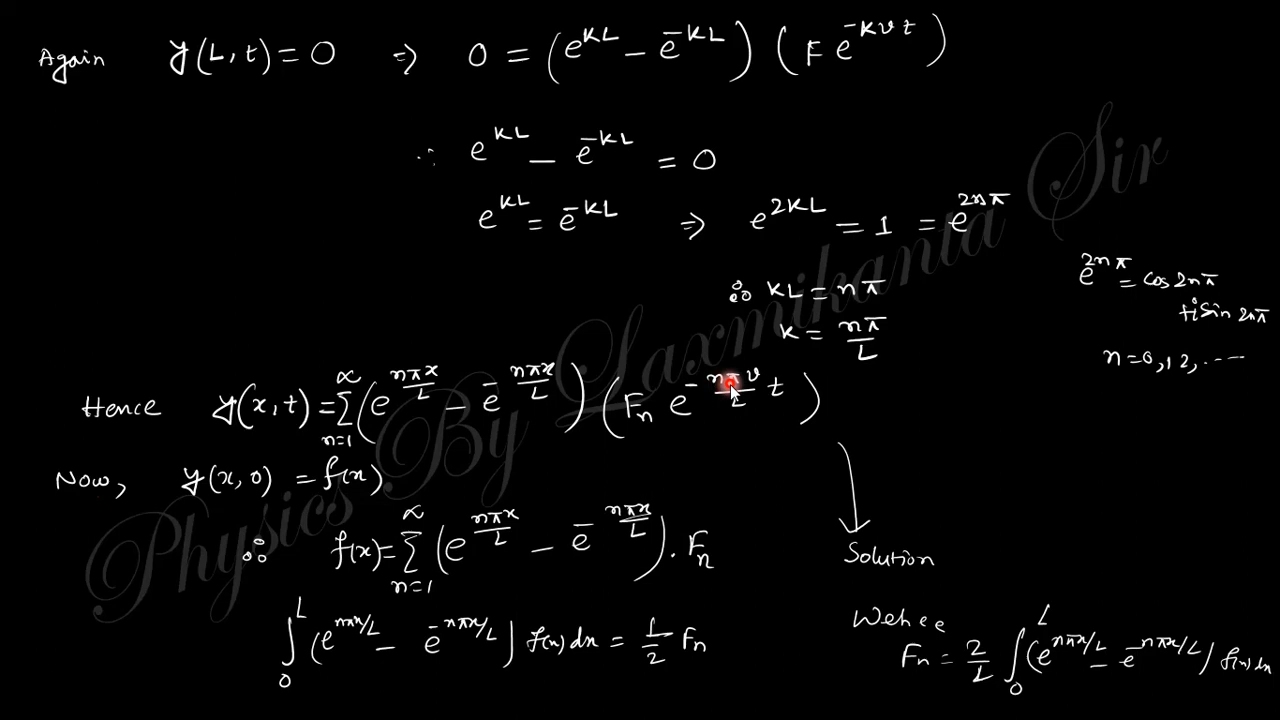 Again y(L,t) = 0 ⇒ 0 = (e^{KL} - e^{-KL}) (F e^{-Kvt})
∴ e^{KL} - e^{-KL} = 0
e^{KL} = e^{-KL} ⇒ e^{2KL} = 1 = e^{2nπ}
e^{2nπ} = cos 2nπ
+ i sin 2nπ
∴ KL = nπ
K = nπ/L
n = 0, 1 2, ....
Hence y(x,t) = ∑_{n=1}^{∞} (e^{nπx/L} - e^{-nπx/L}) (F_n e^{-nπv/L t})
Now, y(x,0) = f(x)
∴ f(x) = ∑_{n=1}^{∞} (e^{nπx/L} - e^{-nπx/L}) . F_n
Solution
∫_0^L (e^{nπx/L} - e^{-nπx/L}) f(x) dx = 1/2 F_n
Where
F_n = 2/L ∫_0^L (e^{nπx/L} - e^{-nπx/L}) f(x) dx
Physics By Laxmikanta Sir